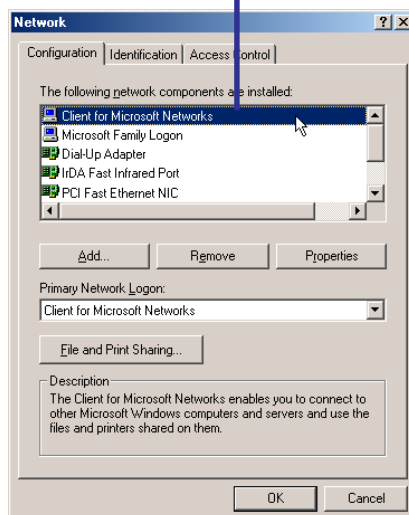 Network
? ×
Configuration Identification Access Control
The following network components are installed:
Client for Microsoft Networks
Microsoft Family Logon
Dial-Up Adapter
IrDA Fast Infrared Port
PCI Fast Ethernet NIC
Add... Remove Properties
Primary Network Logon:
Client for Microsoft Networks
File and Print Sharing...
Description
The Client for Microsoft Networks enables you to connect to
other Microsoft Windows computers and servers and use the
files and printers shared on them.
OK Cancel